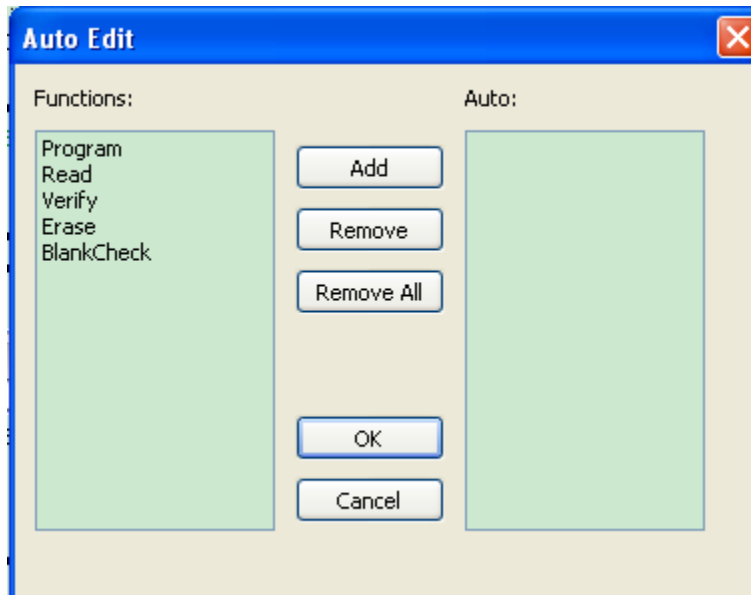 Auto Edit
Functions:
Auto:
Program
Read
Verify
Erase
BlankCheck
Add
Remove
Remove All
OK
Cancel